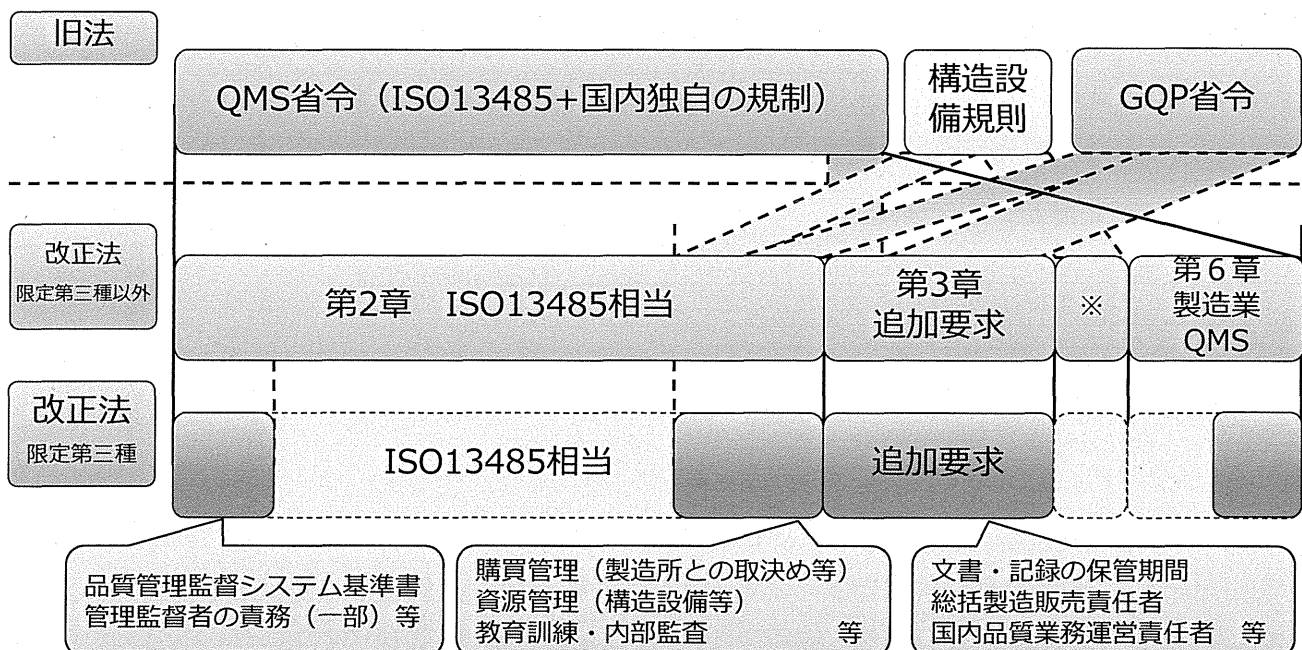 旧法
QMS省令（ISO13485+国内独自の規制）
構造設
備規則
GQP省令
改正法
限定第三種以外
第2章　ISO13485相当
第3章
追加要求
※
第６章
製造業
QMS
改正法
限定第三種
ISO13485相当
追加要求
品質管理監督システム基準書
管理監督者の責務（一部）等
購買管理（製造所との取決め等）
資源管理（構造設備等）
教育訓練・内部監査　　　　　等
文書・記録の保管期間
総括製造販売責任者
国内品質業務運営責任者　等